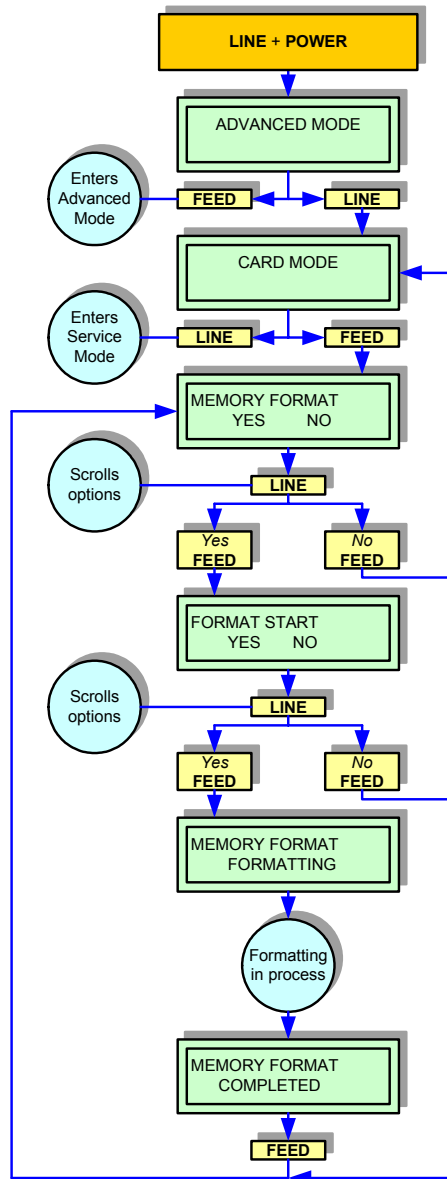 LINE + POWER
ADVANCED MODE
Enters
Advanced
Mode
FEED
LINE
CARD MODE
Enters
Service
Mode
LINE
FEED
MEMORY FORMAT
YES NO
Scrolls
options
LINE
Yes
FEED
No
FEED
FORMAT START
YES NO
Scrolls
options
LINE
Yes
FEED
No
FEED
MEMORY FORMAT
FORMATTING
Formatting
in process
MEMORY FORMAT
COMPLETED
FEED